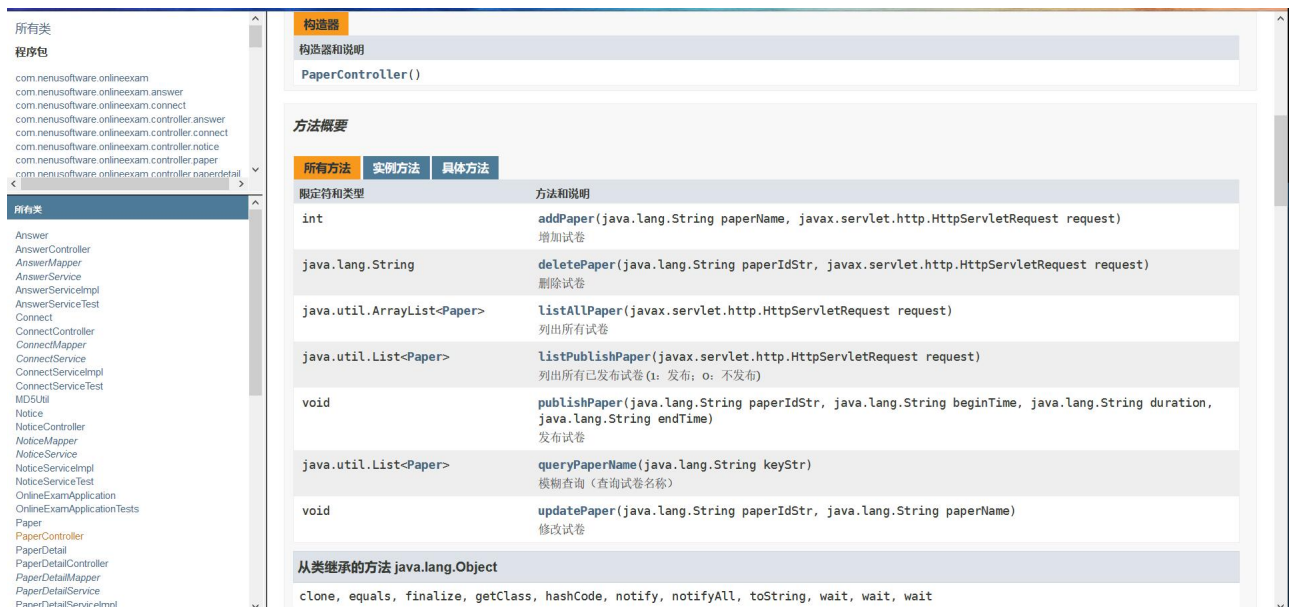 所有类
程序包
com.nenusoftware.onlineexam
com.nenusoftware.onlineexam.answer
com.nenusoftware.onlineexam.connect
com.nenusoftware.onlineexam.controller.answer
com.nenusoftware.onlineexam.controller.connect
com.nenusoftware.onlineexam.controller.notice
com.nenusoftware.onlineexam.controller.paper
com.nenusoftware.onlineexam.controller.paperdetail
所有类
Answer
AnswerController
AnswerMapper
AnswerService
AnswerServiceImpl
AnswerServiceTest
Connect
ConnectController
ConnectMapper
ConnectService
ConnectServiceImpl
ConnectServiceTest
MD5Util
Notice
NoticeController
NoticeMapper
NoticeService
NoticeServiceImpl
NoticeServiceTest
OnlineExamApplication
OnlineExamApplicationTests
Paper
PaperController
PaperDetail
PaperDetailController
PaperDetailMapper
PaperDetailService
PaperDetailServiceImpl
构造器
构造器和说明
PaperController()
方法概要
所有方法 实例方法 具体方法
限定符和类型 方法和说明
int addPaper(java.lang.String paperName, javax.servlet.http.HttpServletRequest request)
增加试卷
java.lang.String deletePaper(java.lang.String paperIdStr, javax.servlet.http.HttpServletRequest request)
删除试卷
java.util.ArrayList<Paper> listAllPaper(javax.servlet.http.HttpServletRequest request)
列出所有试卷
java.util.List<Paper> listPublishPaper(javax.servlet.http.HttpServletRequest request)
列出所有已发布试卷(1：发布；0：不发布)
void publishPaper(java.lang.String paperIdStr, java.lang.String beginTime, java.lang.String duration,
java.lang.String endTime)
发布试卷
java.util.List<Paper> queryPaperName(java.lang.String keyStr)
模糊查询（查询试卷名称）
void updatePaper(java.lang.String paperIdStr, java.lang.String paperName)
修改试卷
从类继承的方法 java.lang.Object
clone, equals, finalize, getClass, hashCode, notify, notifyAll, toString, wait, wait, wait